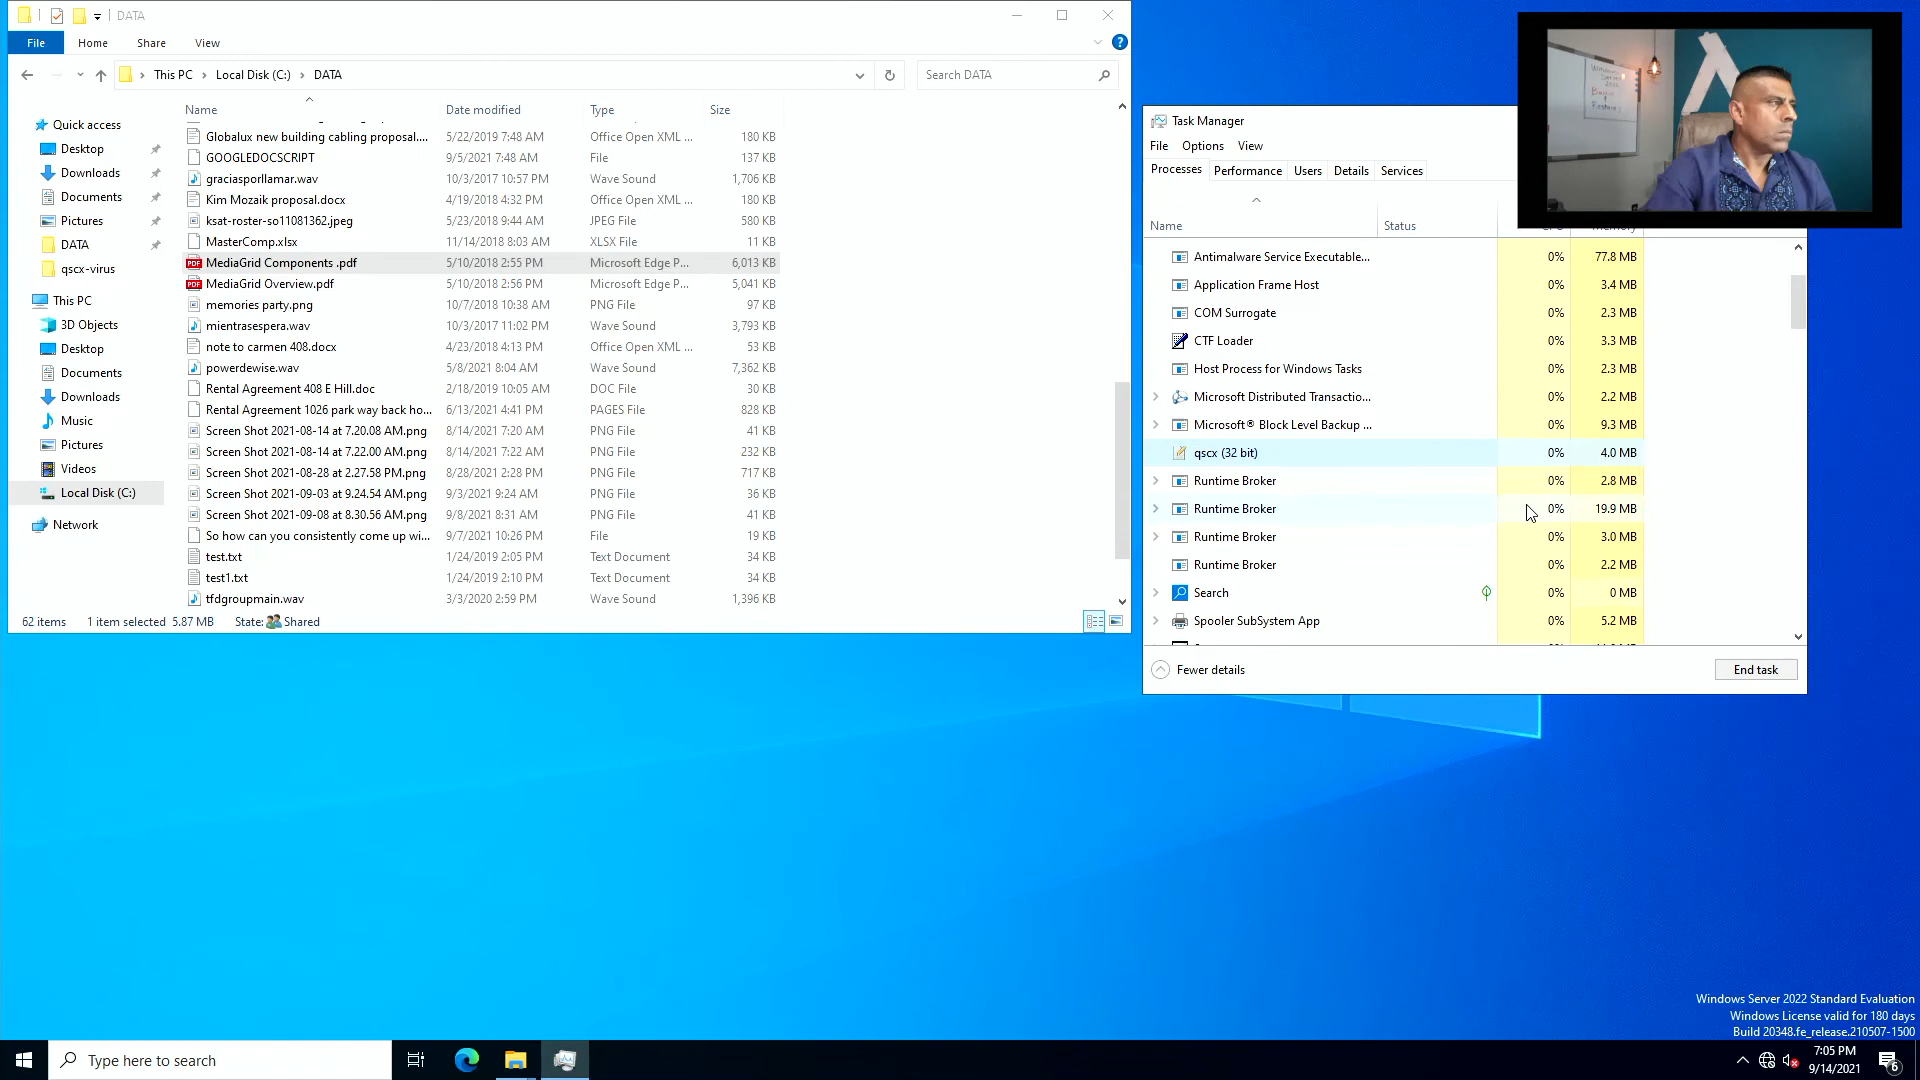 DATA
File
Home
Share
View
This PC
Local Disk (C:)
DATA
Search DATA
Name
Date modified
Type
Size
Quick access
Desktop
Downloads
Documents
Pictures
DATA
qscx-virus
This PC
3D Objects
Desktop
Documents
Downloads
Music
Pictures
Videos
Local Disk (C:)
Network
Globalux new building cabling proposal.... 5/22/2019 7:48 AM Office Open XML ... 180 KB
GOOGLEDOCSCRIPT 9/5/2021 7:48 AM File 137 KB
graciasporllamar.wav 10/3/2017 10:57 PM Wave Sound 1,706 KB
Kim Mozaik proposal.docx 4/19/2018 4:32 PM Office Open XML ... 180 KB
ksat-roster-so11081362.jpeg 5/23/2018 9:44 AM JPEG File 580 KB
MasterComp.xlsx 11/14/2018 8:03 AM XLSX File 11 KB
PDF MediaGrid Components .pdf 5/10/2018 2:55 PM Microsoft Edge P... 6,013 KB
PDF MediaGrid Overview.pdf 5/10/2018 2:56 PM Microsoft Edge P... 5,041 KB
memories party.png 10/7/2018 10:38 AM PNG File 97 KB
mientrasespera.wav 10/3/2017 11:02 PM Wave Sound 3,793 KB
note to carmen 408.docx 4/23/2018 4:13 PM Office Open XML ... 53 KB
powerdewise.wav 5/8/2021 8:04 AM Wave Sound 7,362 KB
Rental Agreement 408 E Hill.doc 2/18/2019 10:05 AM DOC File 30 KB
Rental Agreement 1026 park way back ho... 6/13/2021 4:41 PM PAGES File 828 KB
Screen Shot 2021-08-14 at 7.20.08 AM.png 8/14/2021 7:20 AM PNG File 41 KB
Screen Shot 2021-08-14 at 7.22.00 AM.png 8/14/2021 7:22 AM PNG File 232 KB
Screen Shot 2021-08-28 at 2.27.58 PM.png 8/28/2021 2:28 PM PNG File 717 KB
Screen Shot 2021-09-03 at 9.24.54 AM.png 9/3/2021 9:24 AM PNG File 36 KB
Screen Shot 2021-09-08 at 8.30.56 AM.png 9/8/2021 8:31 AM PNG File 41 KB
So how can you consistently come up wi... 9/7/2021 10:26 PM File 19 KB
test.txt 1/24/2019 2:05 PM Text Document 34 KB
test1.txt 1/24/2019 2:10 PM Text Document 34 KB
tfdgroupmain.wav 3/3/2020 2:59 PM Wave Sound 1,396 KB
62 items 1 item selected 5.87 MB State: Shared
Task Manager
File Options View
Processes Performance Users Details Services
Name Status
Antimalware Service Executable... 0% 77.8 MB
Application Frame Host 0% 3.4 MB
COM Surrogate 0% 2.3 MB
CTF Loader 0% 3.3 MB
Host Process for Windows Tasks 0% 2.3 MB
Microsoft Distributed Transactio... 0% 2.2 MB
Microsoft® Block Level Backup ... 0% 9.3 MB
qscx (32 bit) 0% 4.0 MB
Runtime Broker 0% 2.8 MB
Runtime Broker 0% 19.9 MB
Runtime Broker 0% 3.0 MB
Runtime Broker 0% 2.2 MB
Search 0% 0 MB
Spooler SubSystem App 0% 5.2 MB
Fewer details
End task
Windows Server 2022 Standard Evaluation
Windows License valid for 180 days
Build 20348.fe_release.210507-1500
Type here to search
7:05 PM
9/14/2021
6